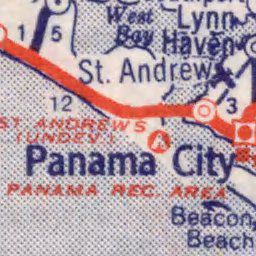 West
Bay
Lynn
Haven
1
5
St. Andrew
12
3
ST ANDREWS
(UNDEV.)
Panama City
PANAMA REC. AREA
Beacon
Beach